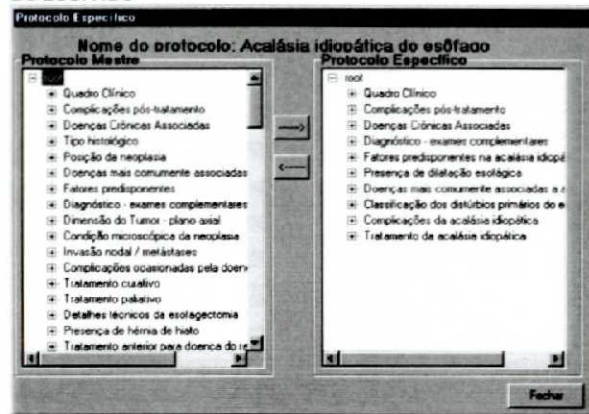 Protocolo Específico
Nome do protocolo: Acalásia idiopática do esôfago
Protocolo Mestre
root
Quadro Clínico
Complicações pós-tratamento
Doenças Crônicas Associadas
Tipo histológico
Posição da neoplasia
Doenças mais comumente associadas
Fatores predisponentes
Diagnóstico - exames complementares
Dimensão do Tumor - plano axial
Condição microscópica da neoplasia
Invasão nodal / metástases
Complicações ocasionadas pela doenv
Tratamento curativo
Tratamento paliativo
Detalhes técnicos da esofagectomia
Presença de hérnia de hiato
Tratamento anterior para doença do re
--->
<---
Protocolo Específico
root
Quadro Clínico
Complicações pós-tratamento
Doenças Crônicas Associadas
Diagnóstico - exames complementares
Fatores predisponentes na acalásia idiopá
Presença de dilatação esofágica
Doenças mais comumente associadas a a
Classificação dos distúrbios primários do e
Complicações da acalásia idiopática
Tratamento da acalásia idiopática
Fechar